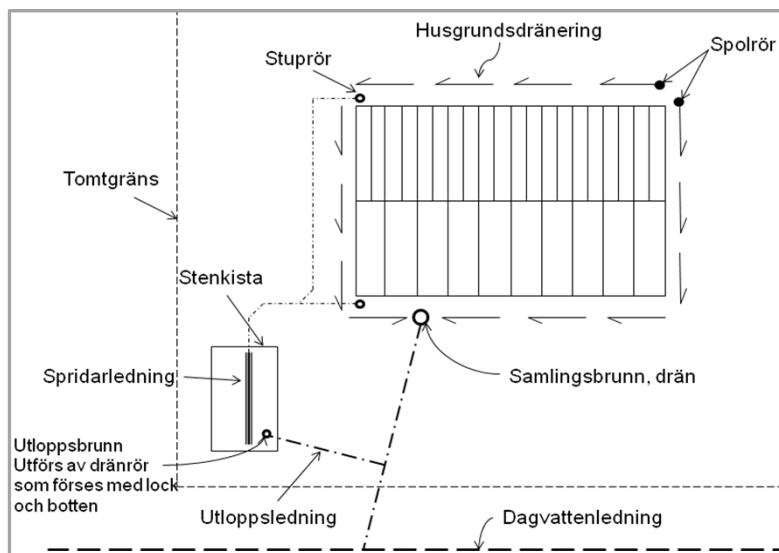 Husgrundsdränering
Spolrör
Stuprör
Tomtgräns
Stenkista
Spridarledning
Samlingsbrunn, drän
Utloppsbrunn
Utförs av dränrör
som förses med lock
och botten
Utloppsledning
Dagvattenledning